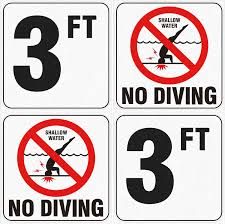 3 FT
SHALLOW
WATER
NO DIVING
SHALLOW
WATER
NO DIVING
3 FT